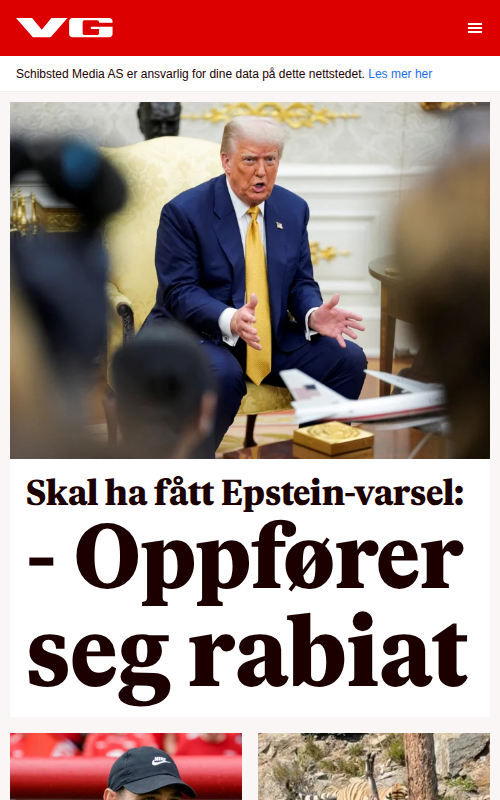 VG
Schibsted Media AS er ansvarlig for dine data på dette nettstedet. Les mer her
Skal ha fått Epstein-varsel:
- Oppfører
seg rabiat